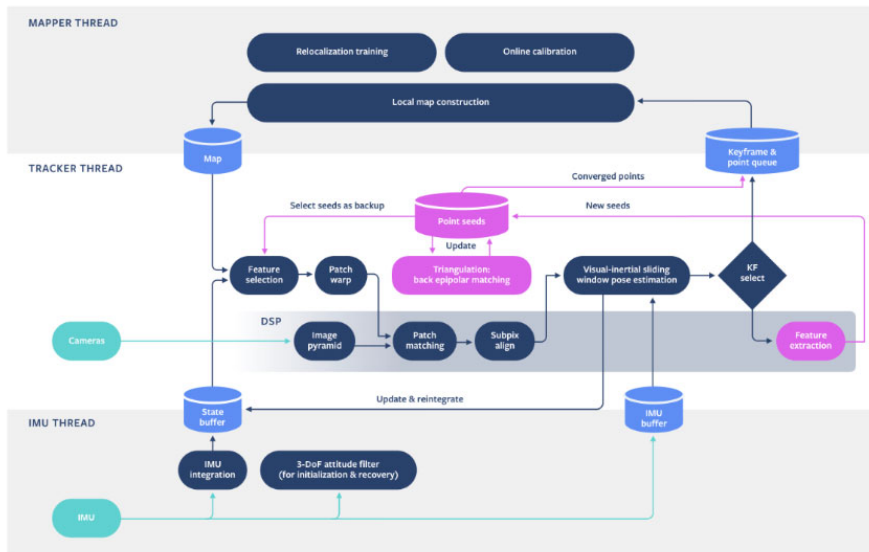 MAPPER THREAD
Relocalization training
Online calibration
Local map construction
Map
Keyframe &
point queue
TRACKER THREAD
Converged points
Select seeds as backup
Point seeds
New seeds
Update
Feature
selection
Patch
warp
Triangulation:
back epipolar matching
Visual-inertial sliding
window pose estimation
KF
select
DSP
Cameras
Image
pyramid
Patch
matching
Subpix
align
Feature
extraction
Update & reintegrate
State
buffer
IMU
buffer
IMU THREAD
IMU
integration
3-DoF attitude filter
(for initialization & recovery)
IMU